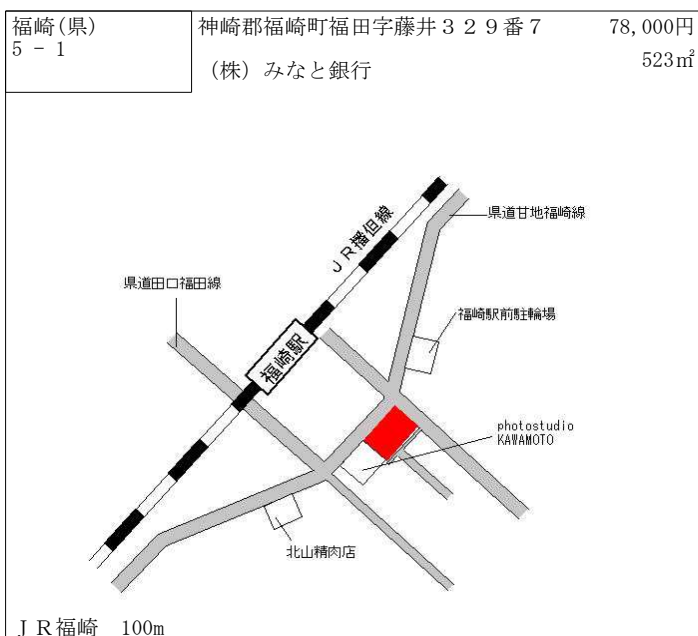 福崎(県)
5 - 1
神崎郡福崎町福田字藤井３２９番７
78,000円
(株) みなと銀行
523㎡
ＪＲ播但線
県道甘地福崎線
県道田口福田線
福崎駅前駐輪場
福崎駅
photostudio
KAWAMOTO
北山精肉店
ＪＲ福崎 100m